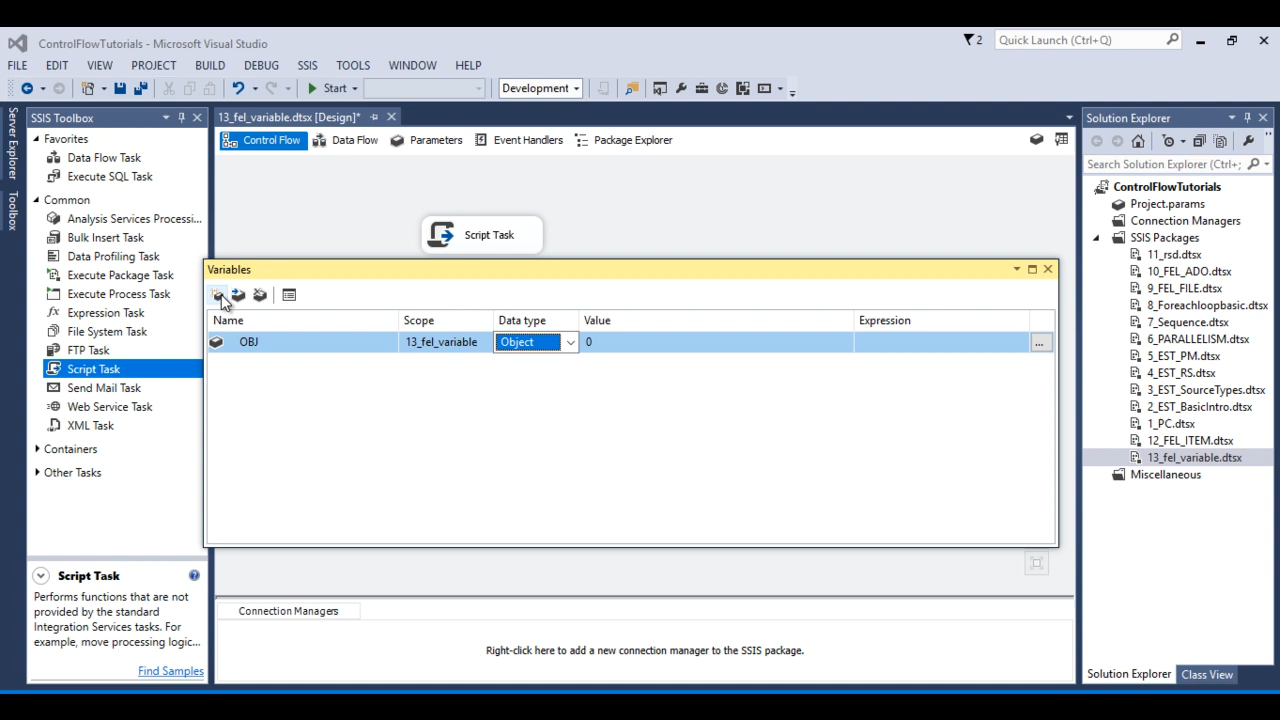 ControlFlowTutorials - Microsoft Visual Studio
2
Quick Launch (Ctrl+Q)
FILE EDIT VIEW PROJECT BUILD DEBUG SSIS TOOLS WINDOW HELP
Start
Development
Server Explorer
Toolbox
SSIS Toolbox
Favorites
Data Flow Task
Execute SQL Task
Common
Analysis Services Processi...
Bulk Insert Task
Data Profiling Task
Execute Package Task
Execute Process Task
Expression Task
File System Task
FTP Task
Script Task
Send Mail Task
Web Service Task
XML Task
Containers
Other Tasks
Script Task
Performs functions that are not
provided by the standard
Integration Services tasks. For
example, move processing logic...
Find Samples
13_fel_variable.dtsx [Design]*
Control Flow Data Flow Parameters Event Handlers Package Explorer
Script Task
Variables
Name Scope Data type Value Expression
OBJ 13_fel_variable Object 0 ...
Connection Managers
Right-click here to add a new connection manager to the SSIS package.
Solution Explorer
Search Solution Explorer (Ctrl+;
ControlFlowTutorials
Project.params
Connection Managers
SSIS Packages
11_rsd.dtsx
10_FEL_ADO.dtsx
9_FEL_FILE.dtsx
8_Foreachloopbasic.dtsx
7_Sequence.dtsx
6_PARALLELISM.dtsx
5_EST_PM.dtsx
4_EST_RS.dtsx
3_EST_SourceTypes.dtsx
2_EST_BasicIntro.dtsx
1_PC.dtsx
12_FEL_ITEM.dtsx
13_fel_variable.dtsx
Miscellaneous
Solution Explorer Class View